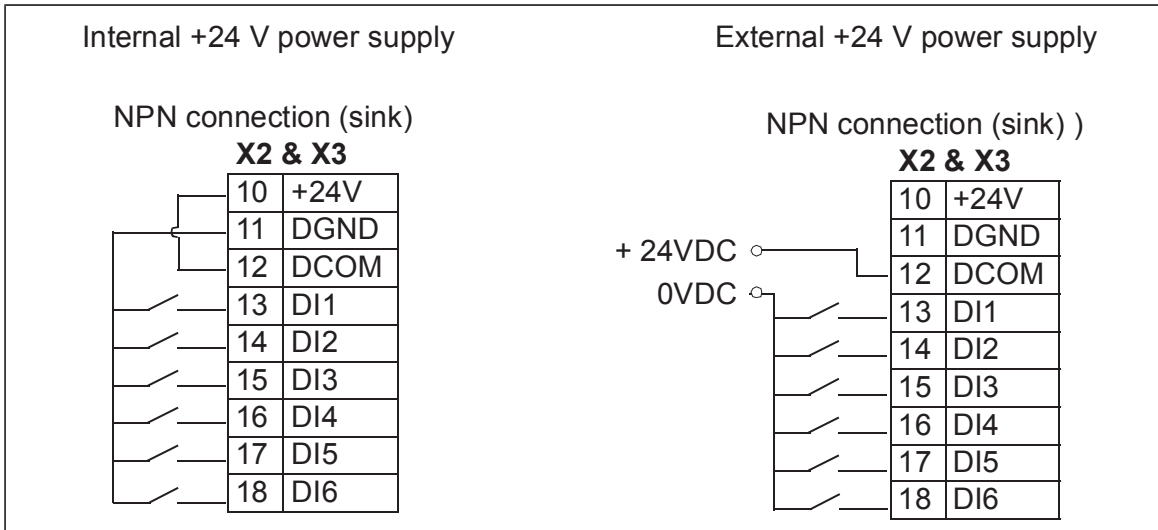 Internal +24 V power supply
NPN connection (sink)
X2 & X3
10 +24V
11 DGND
12 DCOM
13 DI1
14 DI2
15 DI3
16 DI4
17 DI5
18 DI6
External +24 V power supply
NPN connection (sink) )
X2 & X3
10 +24V
11 DGND
+ 24VDC
12 DCOM
0VDC
13 DI1
14 DI2
15 DI3
16 DI4
17 DI5
18 DI6